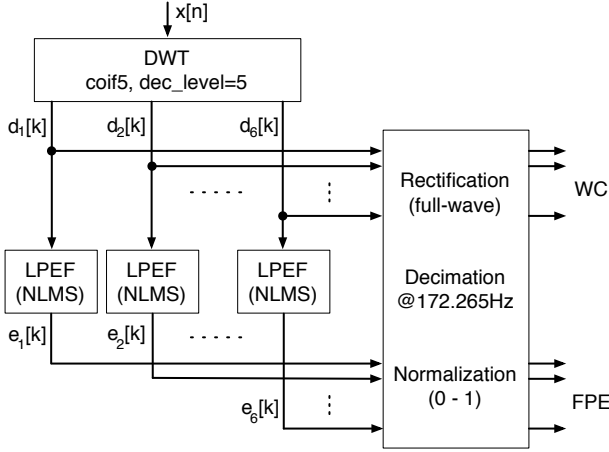 x[n]
DWT
coif5, dec_level=5
d1[k]
d2[k]
d6[k]
Rectification
(full-wave)
WC
LPEF
(NLMS)
LPEF
(NLMS)
LPEF
(NLMS)
Decimation
@172.265Hz
e1[k]
e2[k]
e6[k]
Normalization
(0 - 1)
FPE